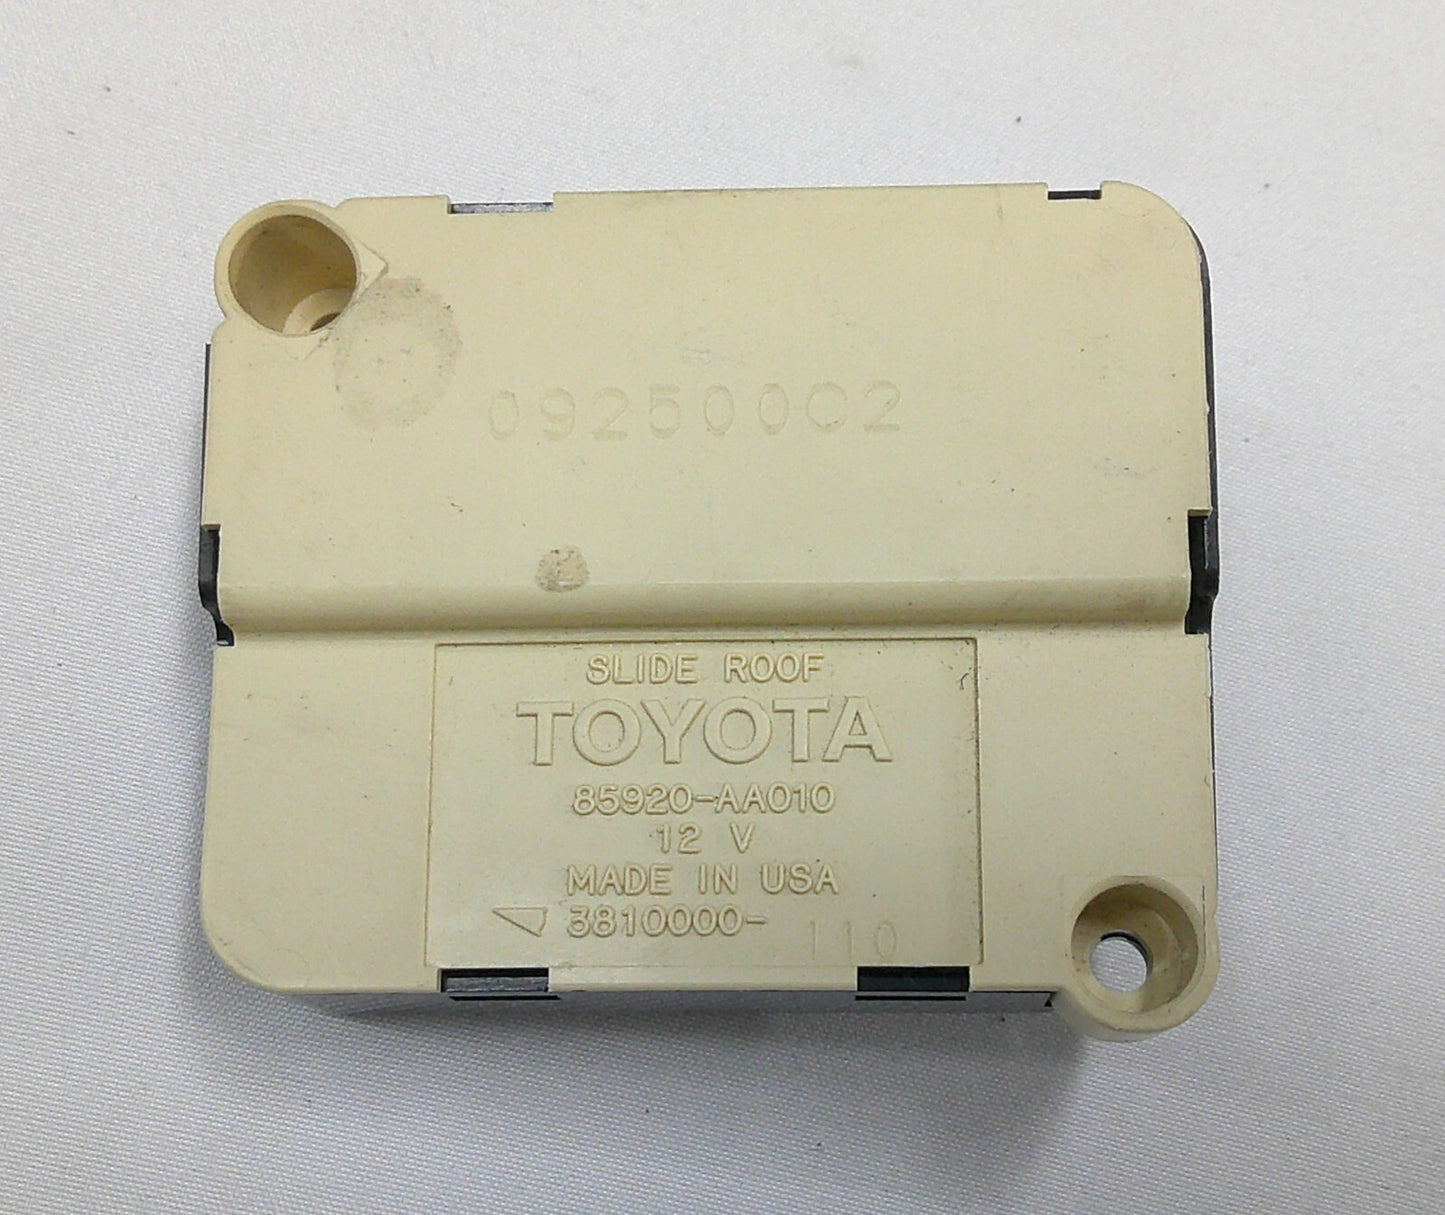 092500C2
SLIDE ROOF
TOYOTA
85920-AA010
12 V
MADE IN USA
3810000-110